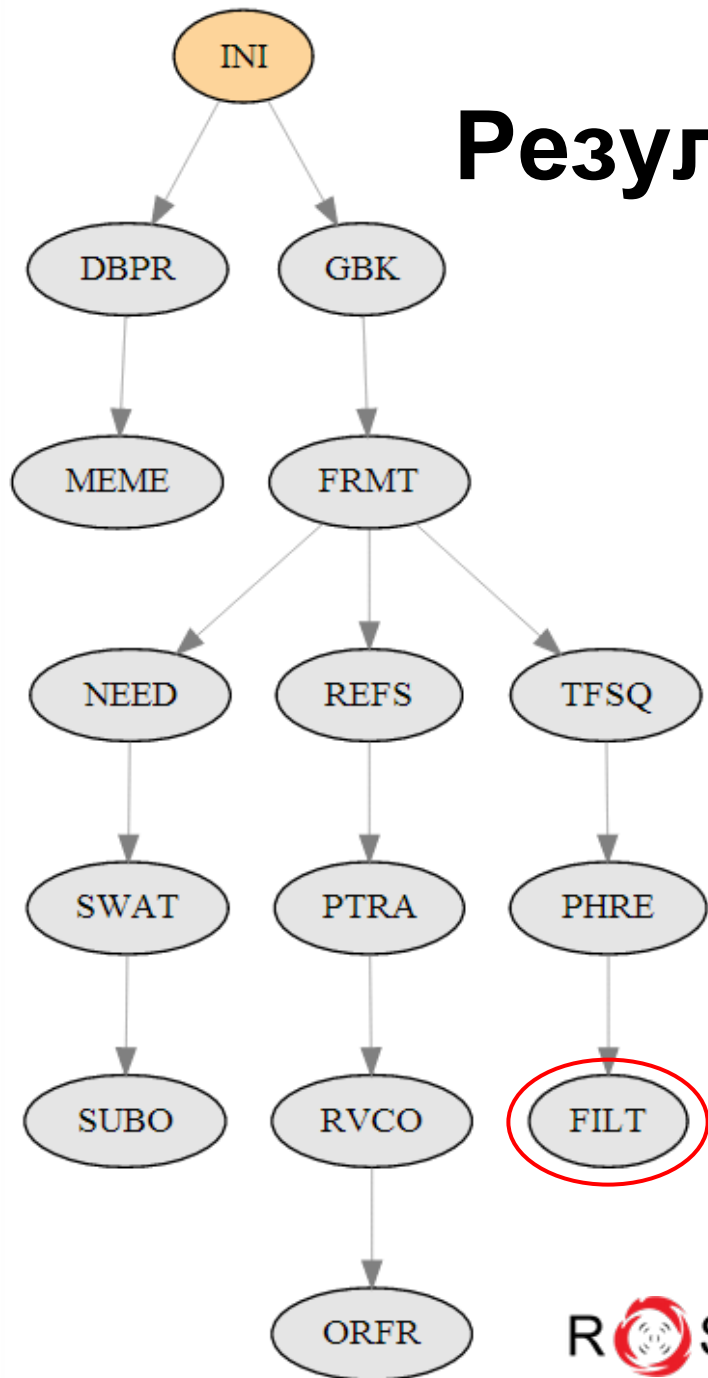 INI
Резул
DBPR GBK
MEME FRMT
NEED REFS TFSQ
SWAT PTRA PHRE
SUBO RVCO FILT
ORFR